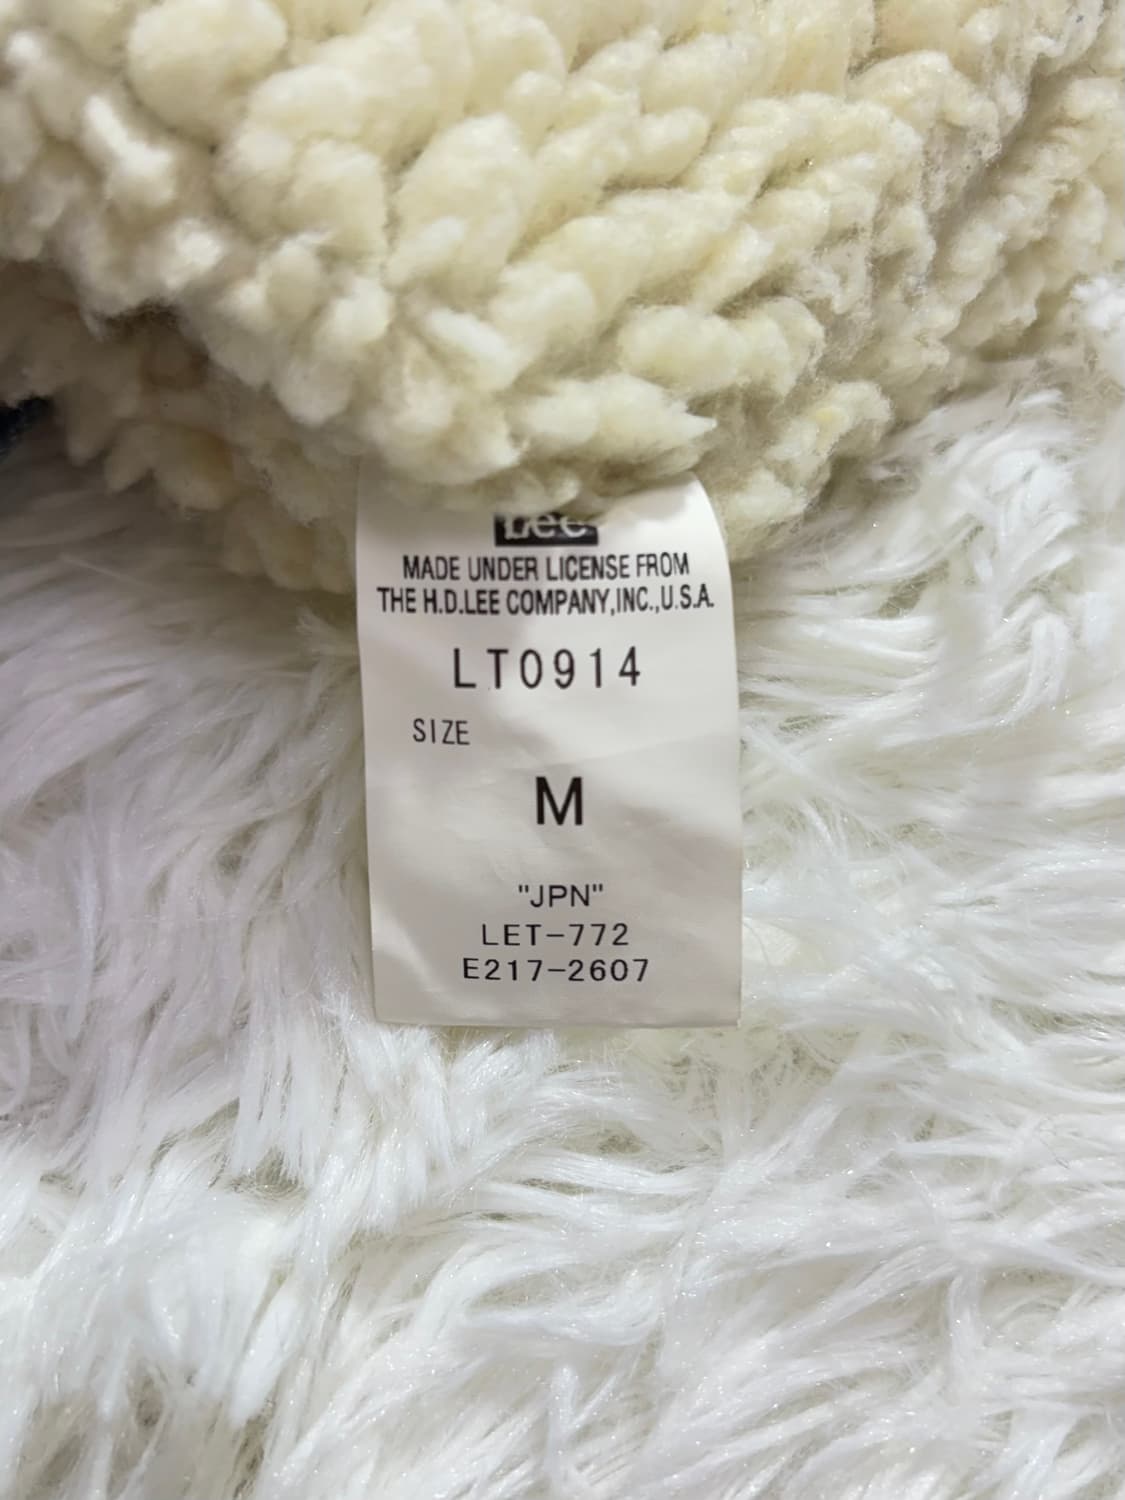 Lee
MADE UNDER LICENSE FROM
THE H.D.LEE COMPANY,INC.,U.S.A.
LT0914
SIZE
M
"JPN"
LET-772
E217-2607